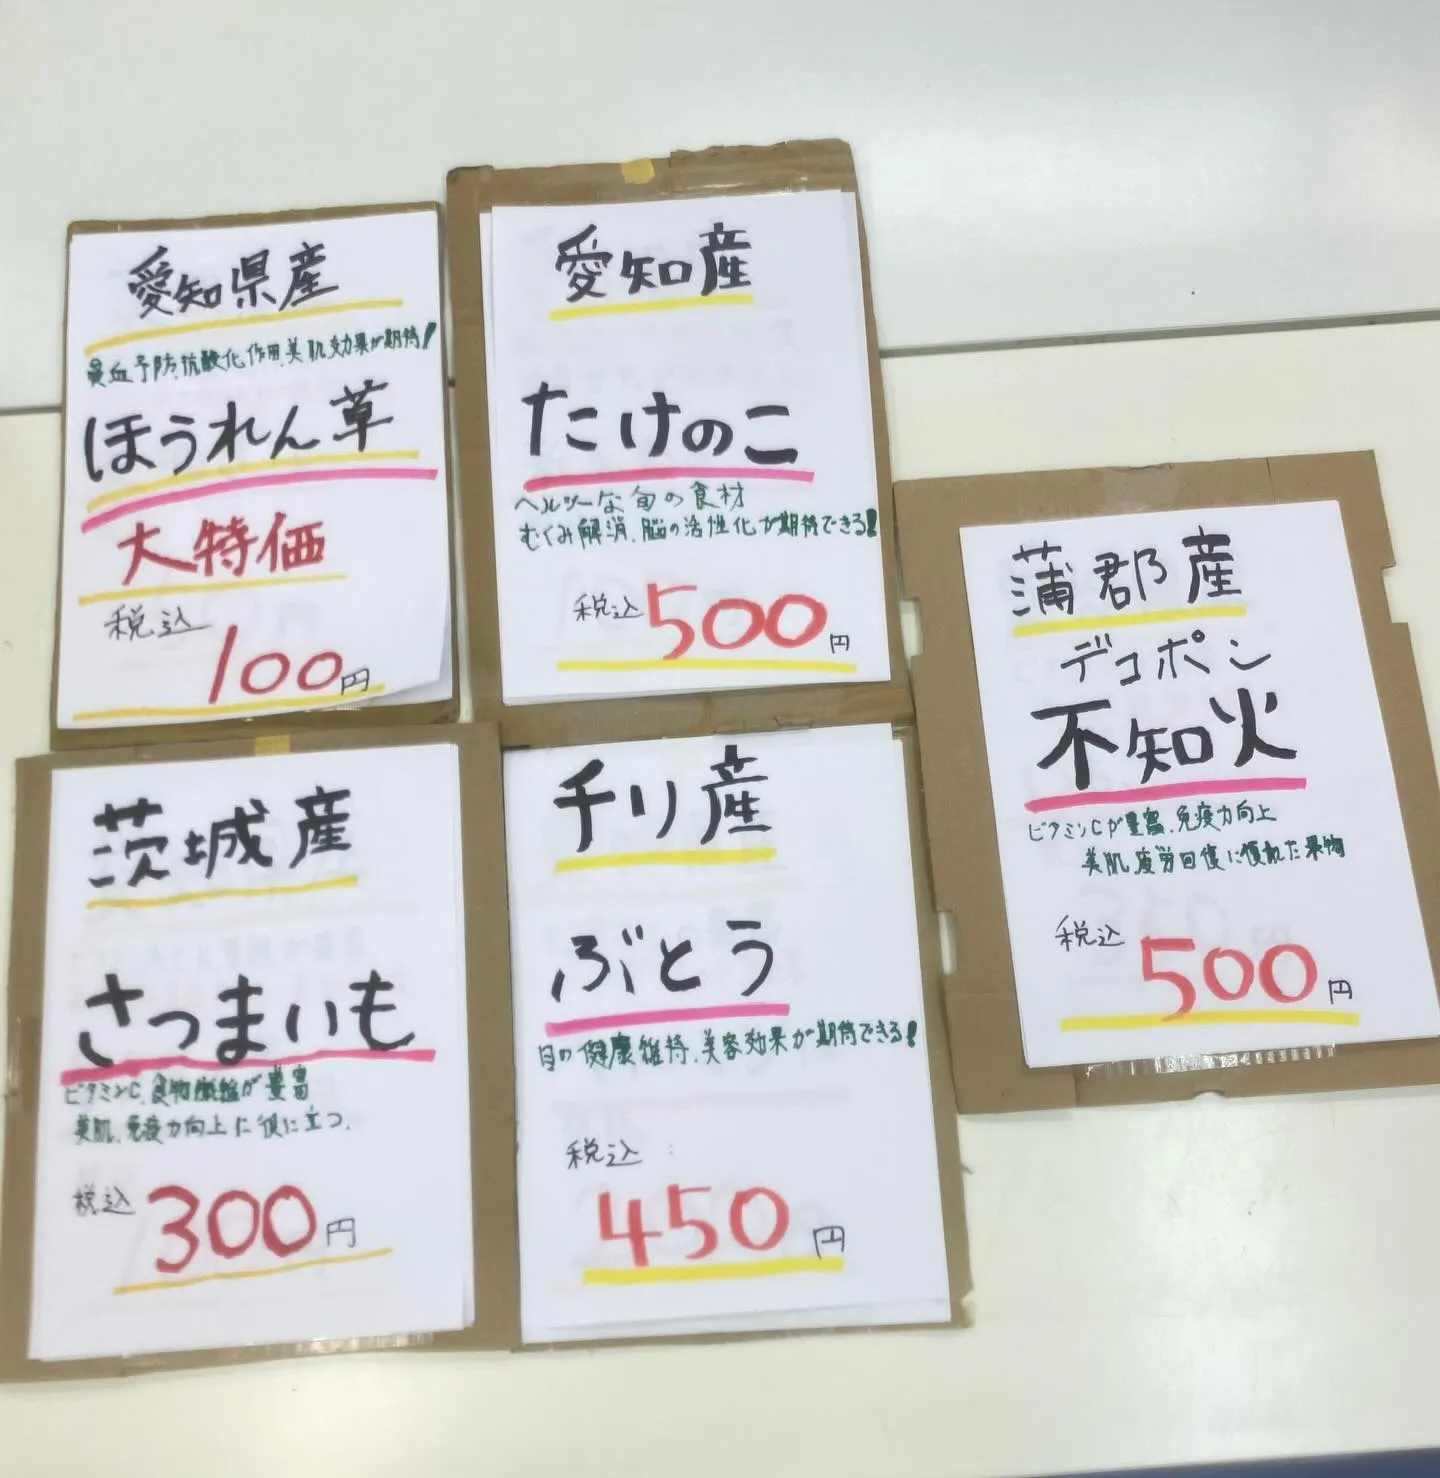 愛知県産
貧血予防、抗酸化作用、美肌効果が期待!
ほうれん草
大特価
税込
100円
愛知産
たけのこ
ヘルシーな旬の食材
むくみ解消、脳の活性化が期待できる!
税込500円
蒲郡産
デコポン
不知火
ビタミンCが豊富、免疫力向上
美肌、疲労回復に優れた果物
税込
500円
茨城産
さつまいも
ビタミンC、食物繊維が豊富
美肌、免疫力向上に役に立つ.
税込300円
チリ産
ぶどう
目の健康維持、美容効果が期待できる!
税込:
450円